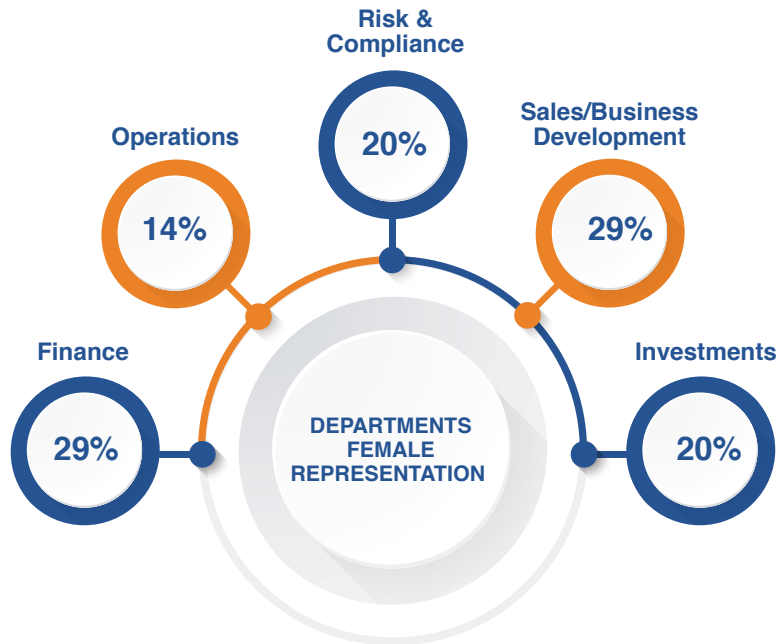 Risk &
Compliance
20%
Operations
14%
Sales/Business
Development
29%
Finance
29%
Investments
20%
DEPARTMENTS
FEMALE
REPRESENTATION